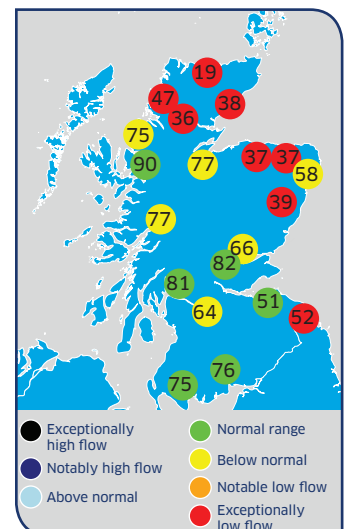 19
47
38
36
75
90
77
37
37
58
39
77
66
82
81
51
64
52
76
75
Exceptionally
high flow
Notably high flow
Above normal
Normal range
Below normal
Notable low flow
Exceptionally
low flow